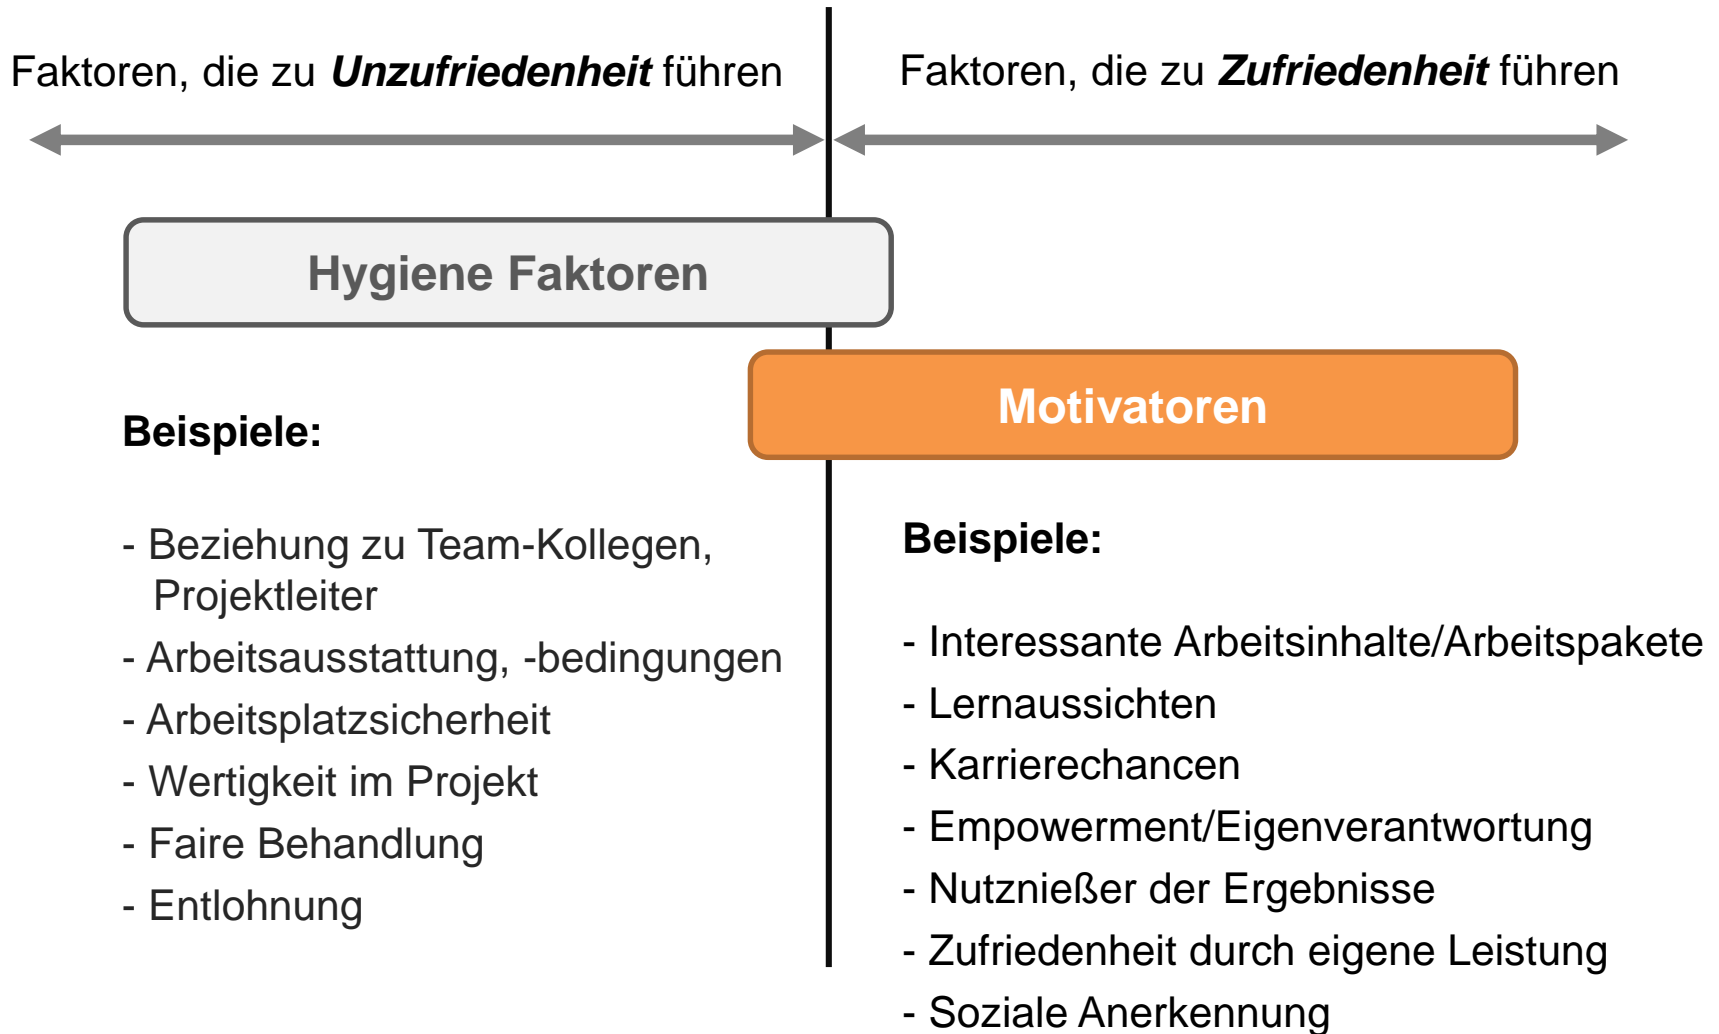 Faktoren, die zu Unzufriedenheit führen
Faktoren, die zu Zufriedenheit führen
Hygiene Faktoren
Motivatoren
Beispiele:
- Beziehung zu Team-Kollegen,
Projektleiter
- Arbeitsausstattung, -bedingungen
- Arbeitsplatzsicherheit
- Wertigkeit im Projekt
- Faire Behandlung
- Entlohnung
Beispiele:
- Interessante Arbeitsinhalte/Arbeitspakete
- Lernaussichten
- Karrierechancen
- Empowerment/Eigenverantwortung
- Nutznießer der Ergebnisse
- Zufriedenheit durch eigene Leistung
- Soziale Anerkennung